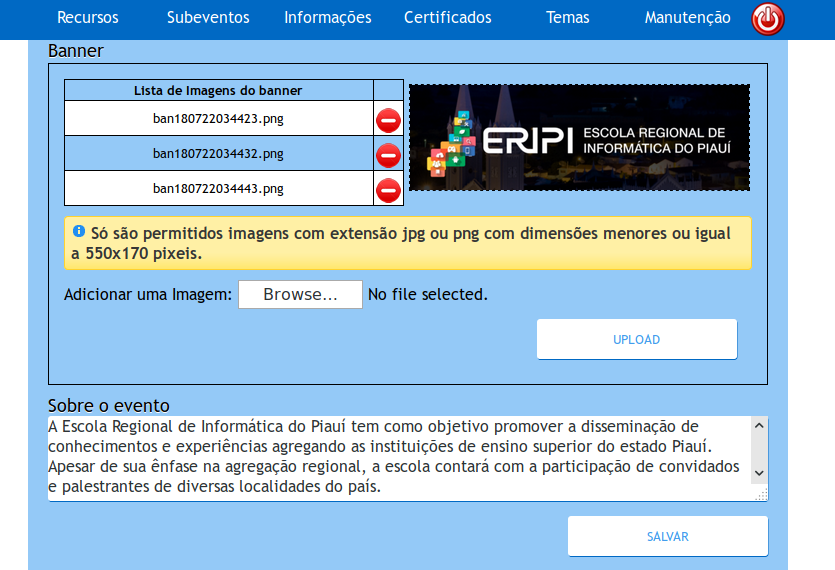 Recursos Subeventos Informações Certificados Temas Manutenção
Banner
Lista de Imagens do banner
ban180722034423.png
ban180722034432.png
ban180722034443.png
ERIPI ESCOLA REGIONAL DE
INFORMÁTICA DO PIAUÍ
Só são permitidos imagens com extensão jpg ou png com dimensões menores ou igual
a 550x170 pixeis.
Adicionar uma Imagem: Browse... No file selected.
UPLOAD
Sobre o evento
A Escola Regional de Informática do Piauí tem como objetivo promover a disseminação de
conhecimentos e experiências agregando as instituições de ensino superior do estado Piauí.
Apesar de sua ênfase na agregação regional, a escola contará com a participação de convidados
e palestrantes de diversas localidades do país.
SALVAR